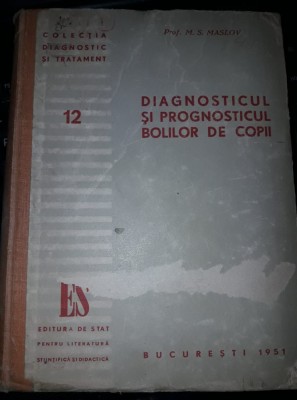 COLECȚIA
DIAGNOSTIC
ȘI TRATAMENT
12
Prof. M. S. MASLOV
DIAGNOSTICUL
ȘI PROGNOSTICUL
BOLILOR DE COPII
ES
EDITURA DE STAT
PENTRU LITERATURĂ
ȘTIINȚIFICĂ ȘI DIDACTICĂ
BUCUREȘTI 1951